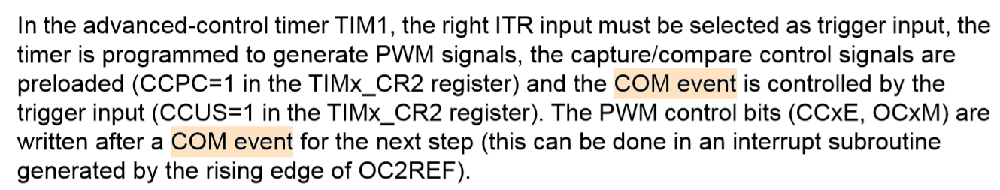 In the advanced-control timer TIM1, the right ITR input must be selected as trigger input, the
timer is programmed to generate PWM signals, the capture/compare control signals are
preloaded (CCPC=1 in the TIMx_CR2 register) and the COM event is controlled by the
trigger input (CCUS=1 in the TIMx_CR2 register). The PWM control bits (CCxE, OCxM) are
written after a COM event for the next step (this can be done in an interrupt subroutine
generated by the rising edge of OC2REF).